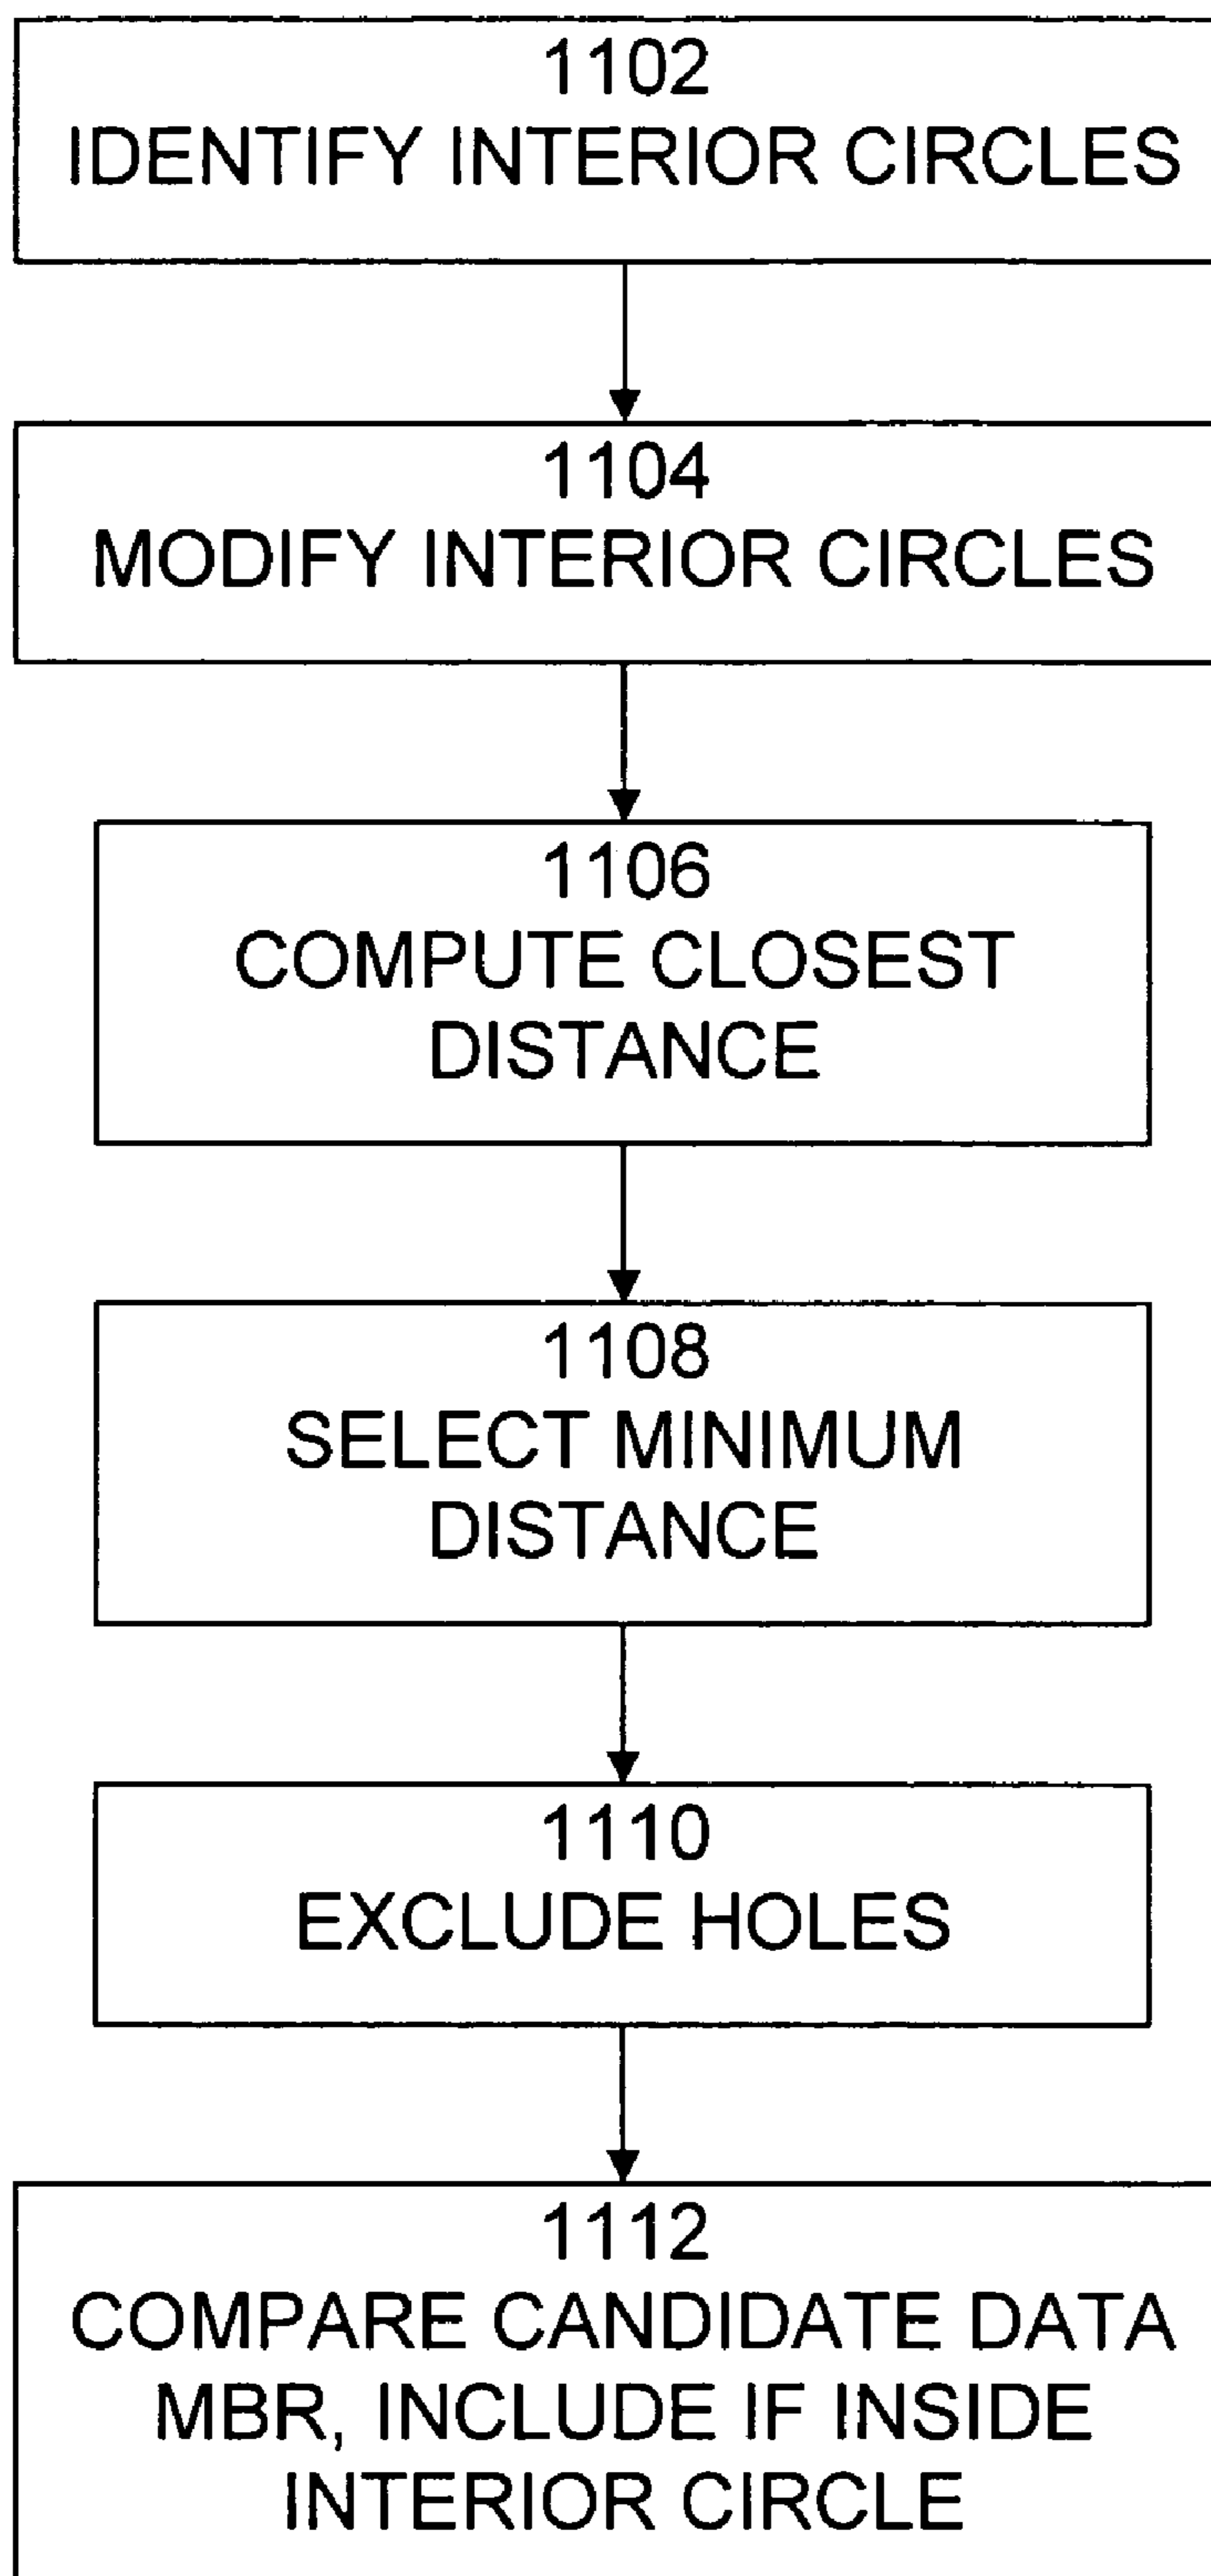 1102
IDENTIFY INTERIOR CIRCLES
1104
MODIFY INTERIOR CIRCLES
1106
COMPUTE CLOSEST
DISTANCE
1108
SELECT MINIMUM
DISTANCE
1110
EXCLUDE HOLES
1112
COMPARE CANDIDATE DATA
MBR, INCLUDE IF INSIDE
INTERIOR CIRCLE